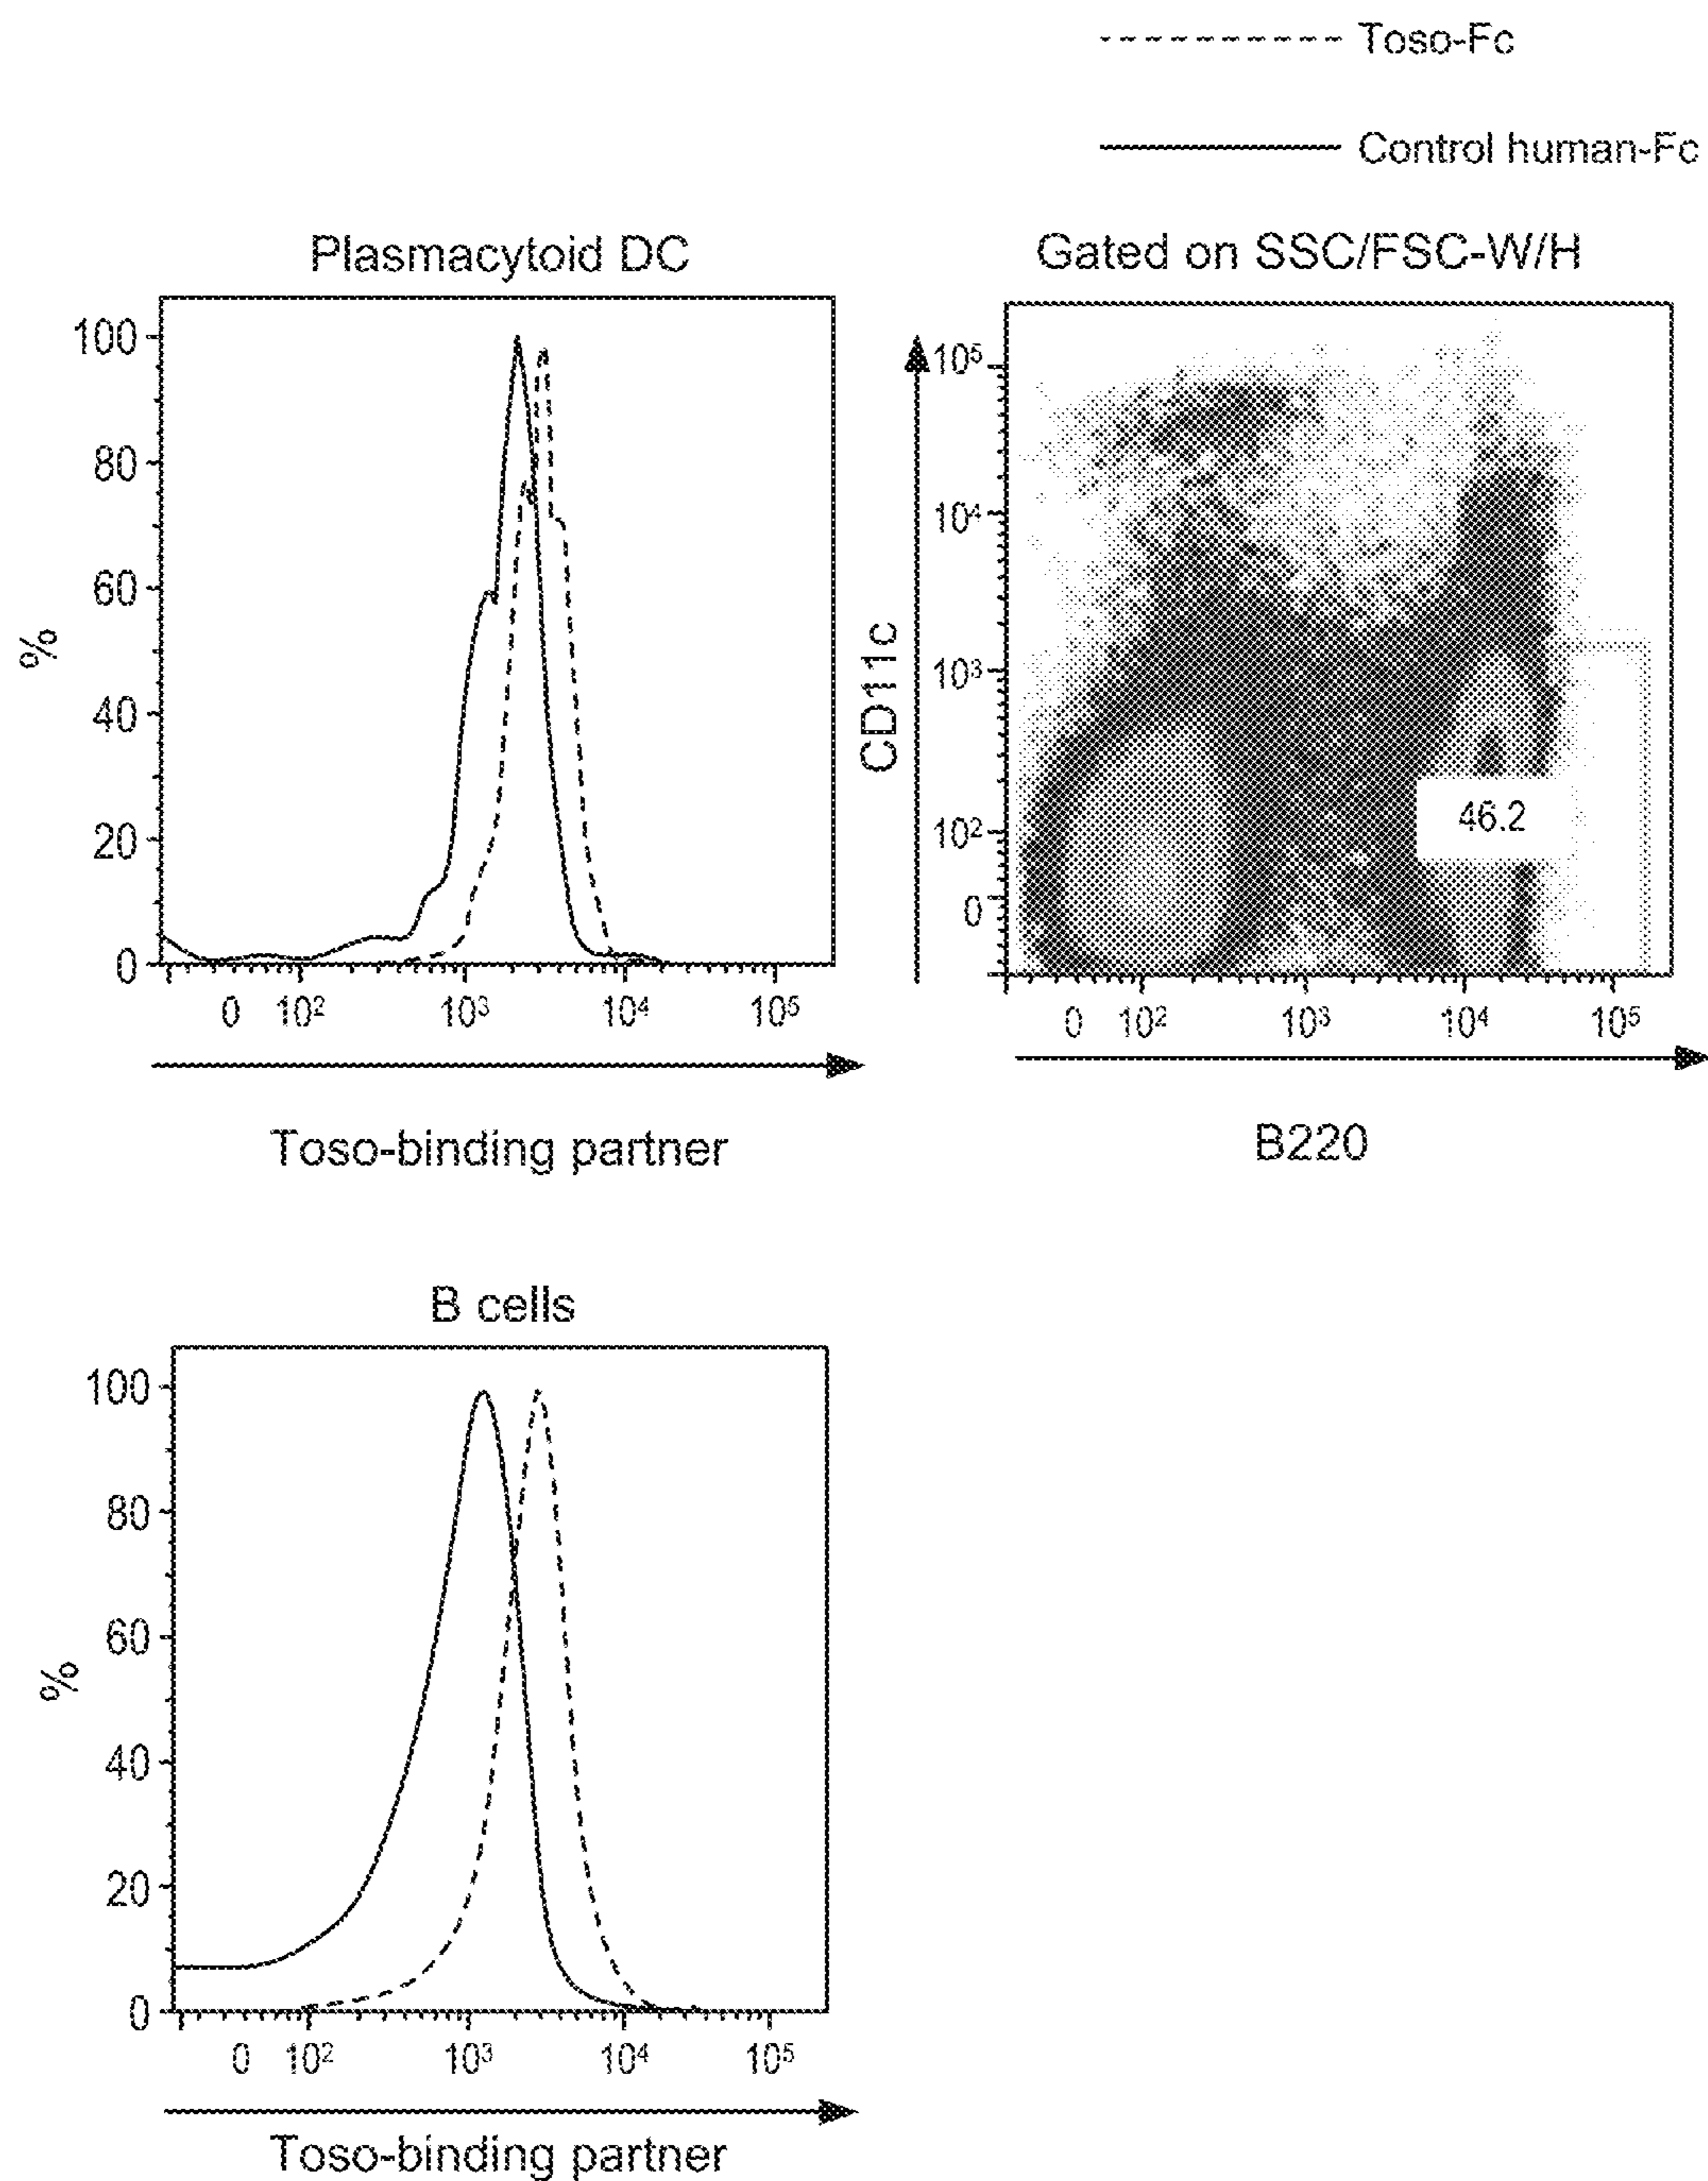 Toso-Fc
Control human-Fc
Plasmacytoid DC
100
80
60
40
20
0
%
0 10² 10³ 10⁴ 10⁵
Toso-binding partner
Gated on SSC/FSC-W/H
10⁵
10⁴
10³
10²
0
CD11c
46.2
0 10² 10³ 10⁴ 10⁵
B220
B cells
100
80
60
40
20
0
%
0 10² 10³ 10⁴ 10⁵
Toso-binding partner